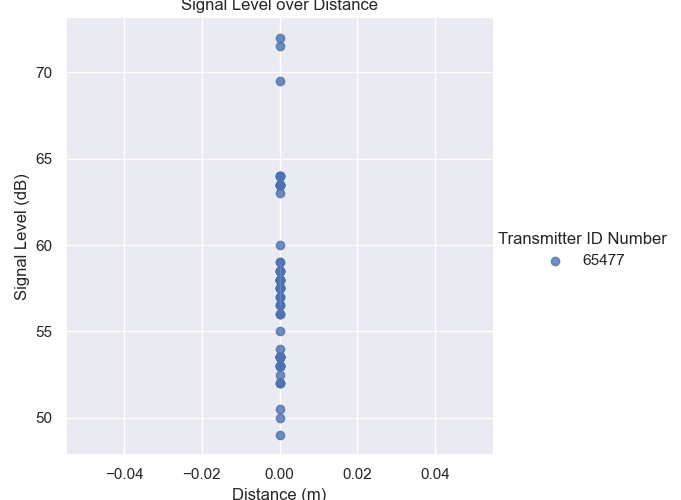 Signal Level over Distance
70
65
60
55
50
Signal Level (dB)
−0.04
−0.02
0.00
0.02
0.04
Distance (m)
Transmitter ID Number
65477